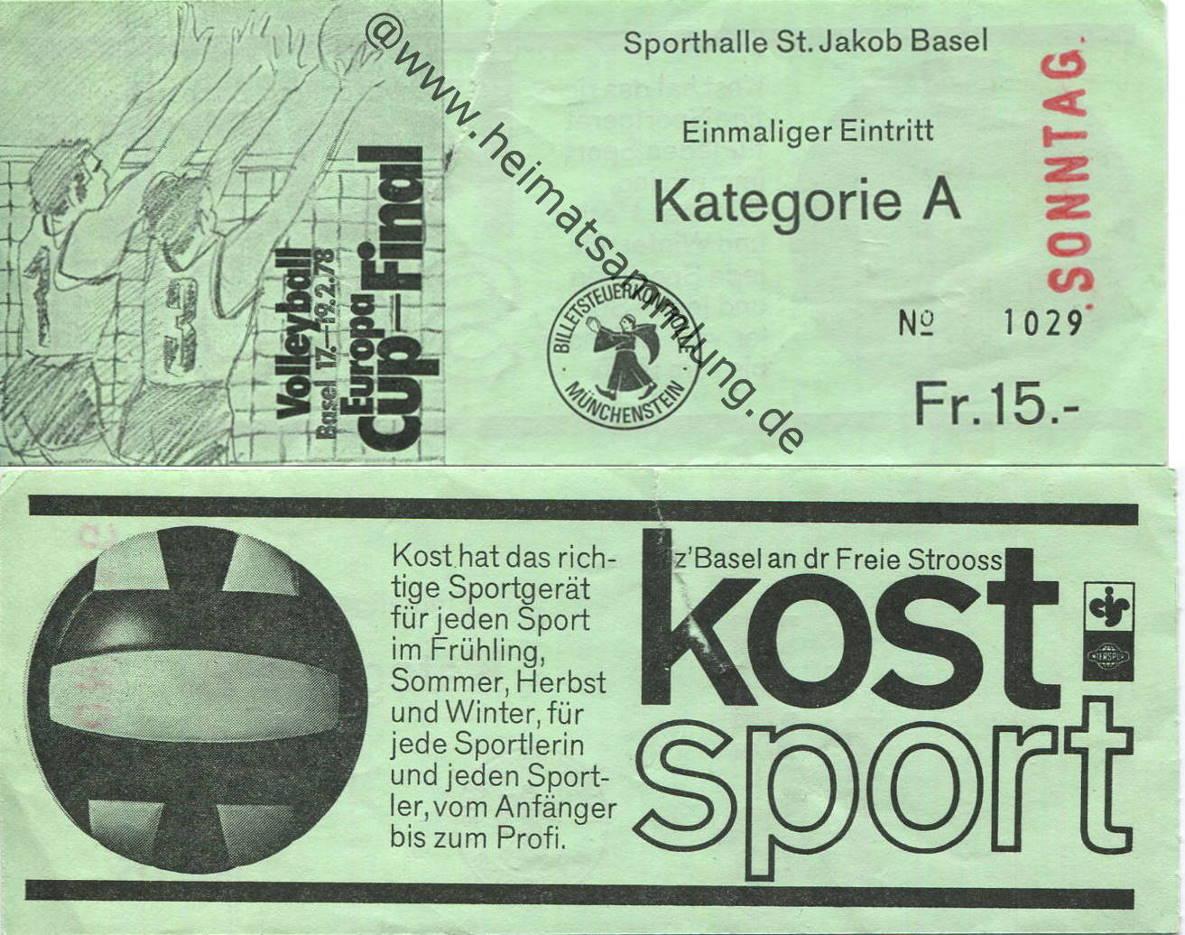 @www.heimatsammlung.de
Sporthalle St. Jakob Basel
Einmaliger Eintritt
Kategorie A
SONNTAG.
Nº 1029
Fr. 15.-
BILLETSTEUERKONTROLLE
· MÜNCHENSTEIN ·
Volleyball
Basel 17.–19.2.78
Europa
Cup–Final
1
Kost hat das rich-
tige Sportgerät
für jeden Sport
im Frühling,
Sommer, Herbst
und Winter, für
jede Sportlerin
und jeden Sport-
ler, vom Anfänger
bis zum Profi.
z'Basel an dr Freie Strooss
kost
sport
INTERSPORT